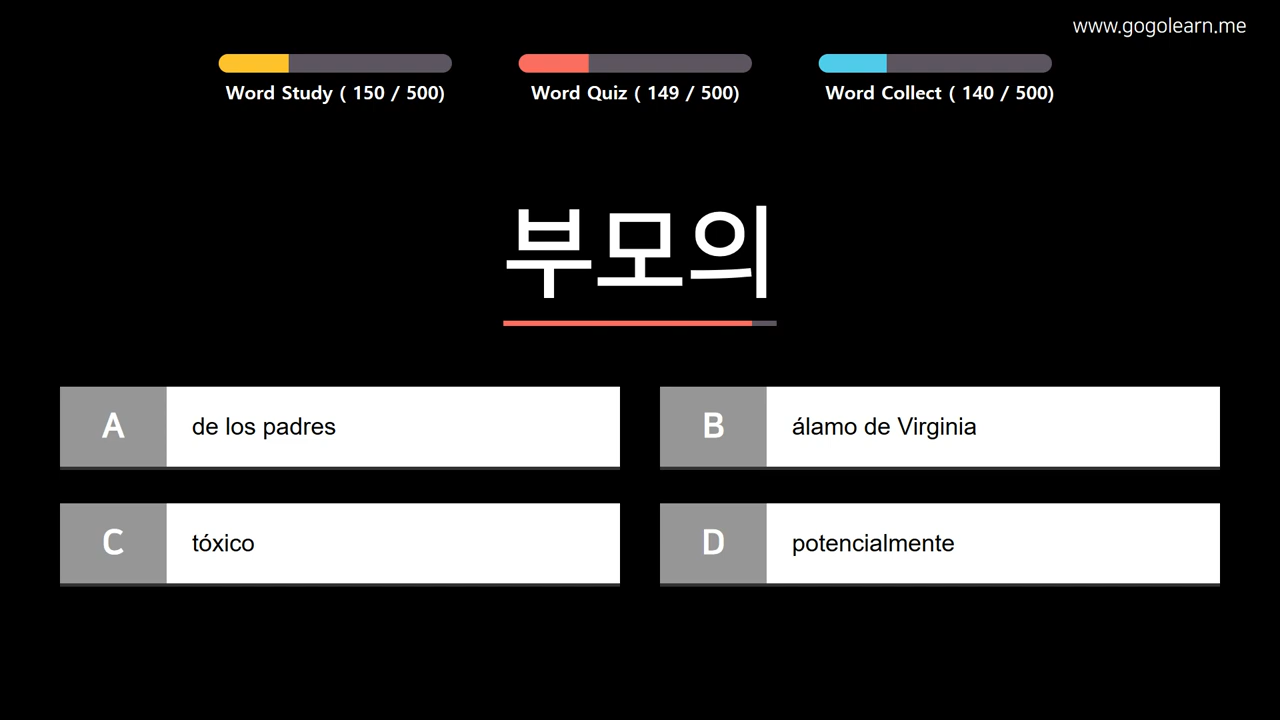 www.gogolearn.me
Word Study ( 150 / 500)
Word Quiz ( 149 / 500)
Word Collect ( 140 / 500)
부모의
A de los padres
B álamo de Virginia
C tóxico
D potencialmente